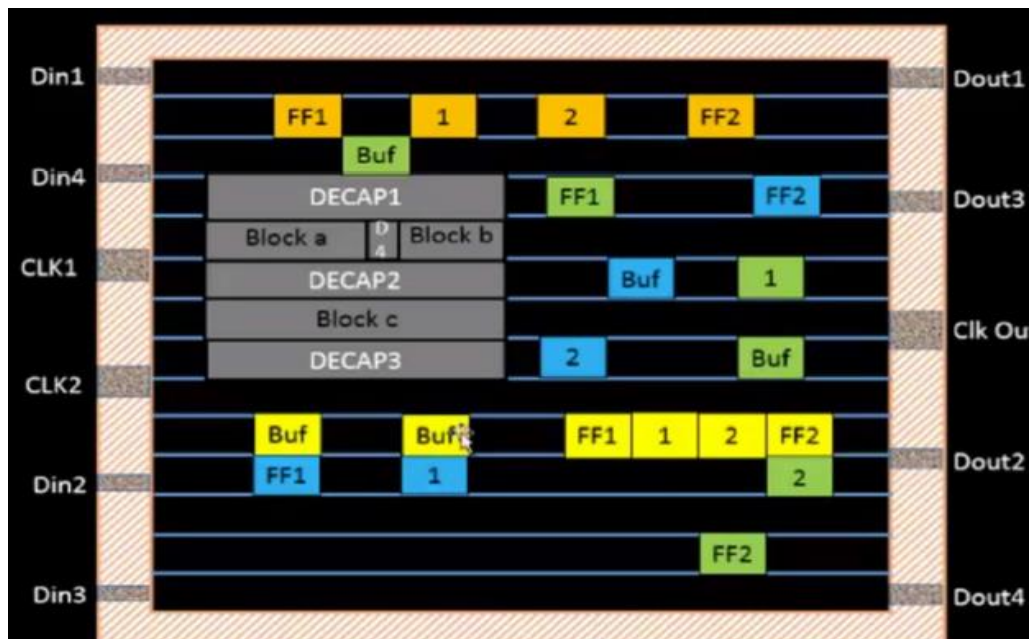 Din1
Dout1
FF1 1 2 FF2
Buf
Din4
DECAP1 FF1 FF2
Dout3
Block a D4 Block b
CLK1
DECAP2 Buf 1
Block c
Clk Ou
DECAP3 2 Buf
CLK2
Buf Buf FF1 1 2 FF2
Dout2
FF1 1 2
Din2
FF2
Din3
Dout4